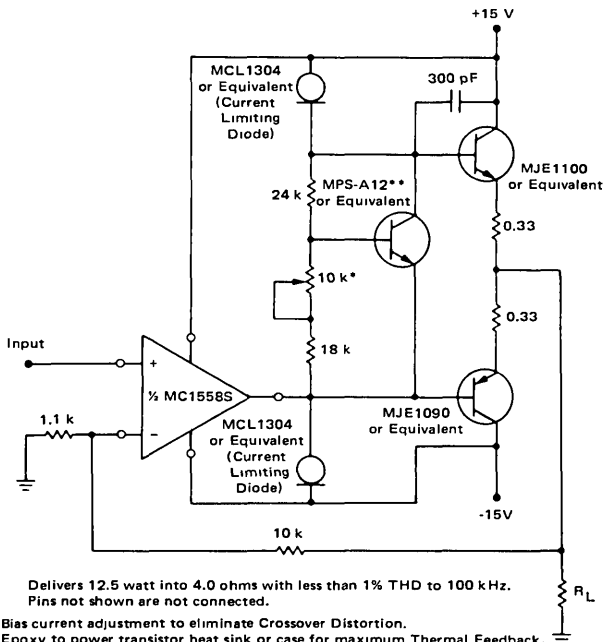 +15 V
MCL1304
or Equivalent
(Current
Limiting
Diode)
300 pF
MJE1100
or Equivalent
MPS-A12**
or Equivalent
24 k
0.33
10 k*
0.33
18 k
Input
+
½ MC1558S
−
1.1 k
MJE1090
or Equivalent
MCL1304
or Equivalent
(Current
Limiting
Diode)
-15V
10 k
RL
Delivers 12.5 watt into 4.0 ohms with less than 1% THD to 100 kHz.
Pins not shown are not connected.
Bias current adjustment to eliminate Crossover Distortion.
Epoxy to power transistor heat sink or case for maximum Thermal Feedback.